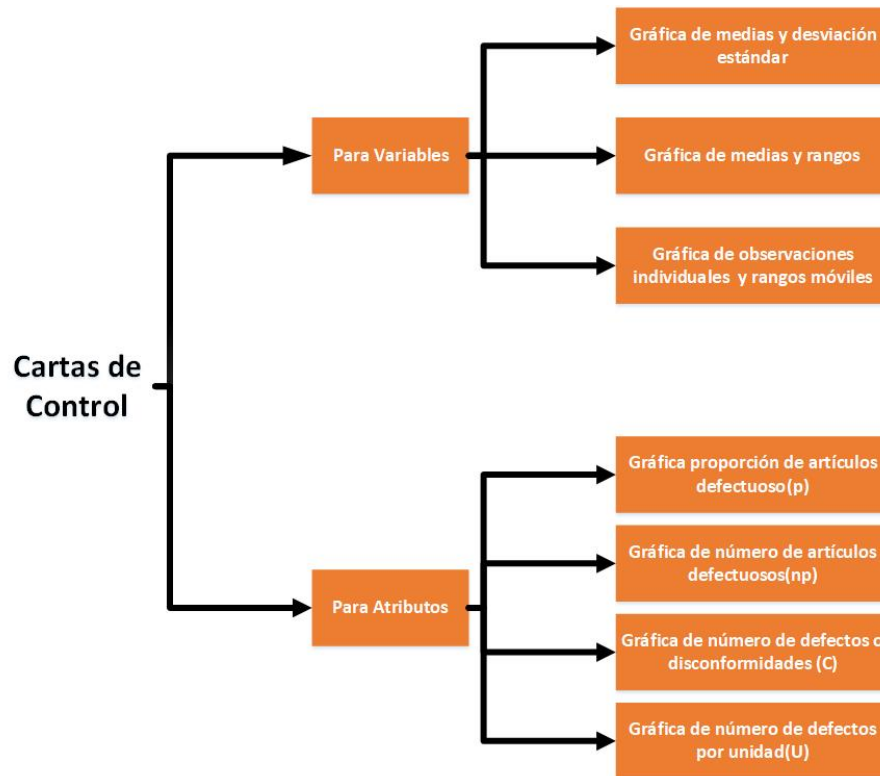 Cartas de
Control
Para Variables
Gráfica de medias y desviación
estándar
Gráfica de medias y rangos
Gráfica de observaciones
individuales y rangos móviles
Para Atributos
Gráfica proporción de artículos
defectuoso(p)
Gráfica de número de artículos
defectuosos(np)
Gráfica de número de defectos o
disconformidades (C)
Gráfica de número de defectos
por unidad(U)